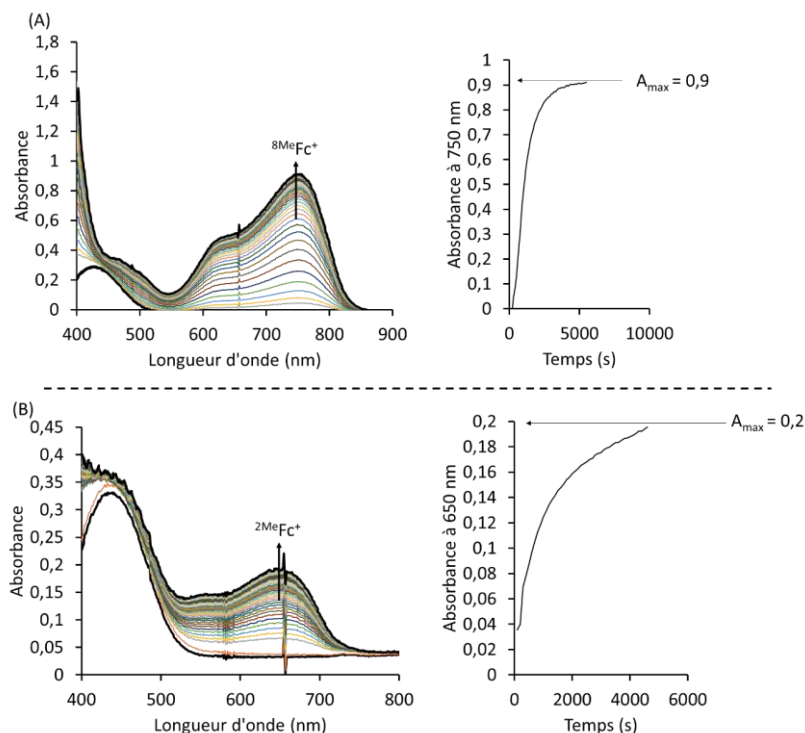 (A)
1,8
1,6
1,4
1,2
1
0,8
0,6
0,4
0,2
0
Absorbance
8MeFc+
400 500 600 700 800 900
Longueur d'onde (nm)
1
0,9
0,8
0,7
0,6
0,5
0,4
0,3
0,2
0,1
0
Absorbance à 750 nm
Amax = 0,9
0 5000 10000
Temps (s)
(B)
0,45
0,4
0,35
0,3
0,25
0,2
0,15
0,1
0,05
0
Absorbance
2MeFc+
400 500 600 700 800
Longueur d'onde (nm)
0,2
0,18
0,16
0,14
0,12
0,1
0,08
0,06
0,04
0,02
0
Absorbance à 650 nm
Amax = 0,2
0 2000 4000 6000
Temps (s)